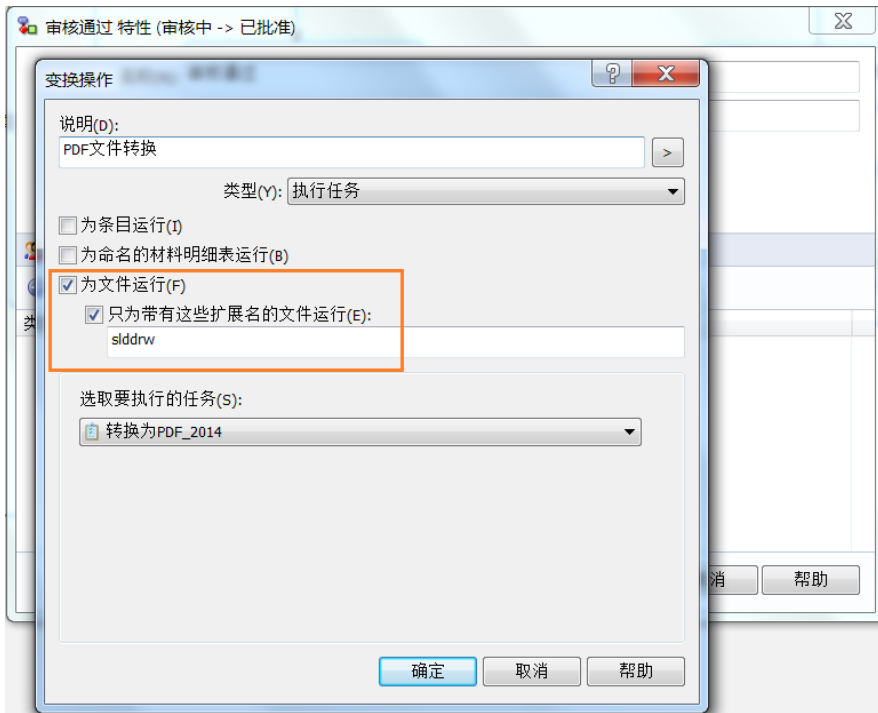 审核通过 特性 (审核中 -> 已批准)
变换操作
说明(D):
PDF文件转换
>
类型(Y): 执行任务
为条目运行(I)
为命名的材料明细表运行(B)
为文件运行(F)
只为带有这些扩展名的文件运行(E):
slddrw
类
选取要执行的任务(S):
转换为PDF_2014
消 帮助
确定 取消 帮助